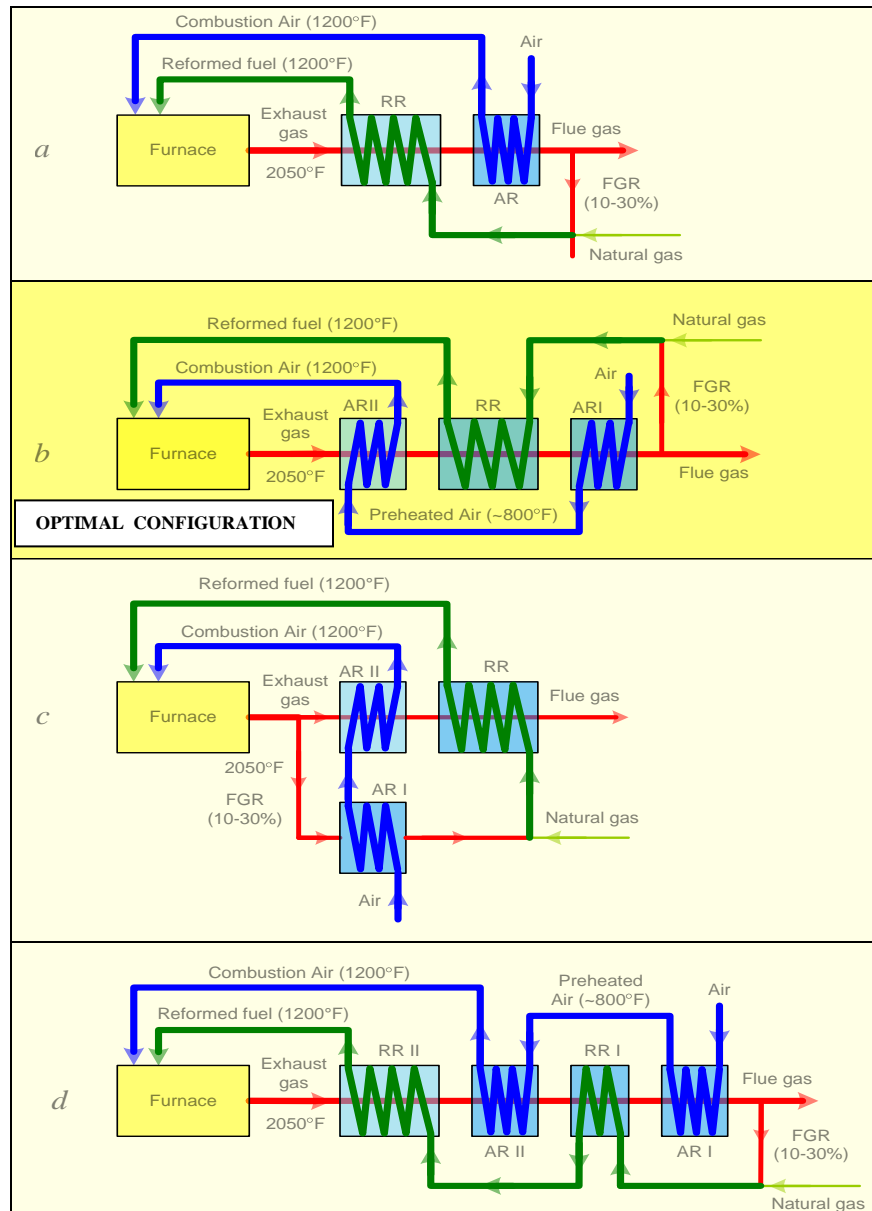 Combustion Air (1200°F)
Air
Reformed fuel (1200°F)
RR
Exhaust
gas
Flue gas
a
Furnace
2050°F
AR
FGR
(10-30%)
Natural gas
Reformed fuel (1200°F)
Natural gas
Combustion Air (1200°F)
Air
FGR
(10-30%)
Exhaust
gas
ARII
RR
ARI
b
Furnace
2050°F
Flue gas
OPTIMAL CONFIGURATION
Preheated Air (~800°F)
Reformed fuel (1200°F)
Combustion Air (1200°F)
Exhaust
gas
AR II
RR
Flue gas
c
Furnace
2050°F
FGR
(10-30%)
AR I
Natural gas
Air
Combustion Air (1200°F)
Preheated
Air (~800°F)
Air
Reformed fuel (1200°F)
Exhaust
gas
RR II
RR I
Flue gas
d
Furnace
2050°F
AR II
AR I
FGR
(10-30%)
Natural gas